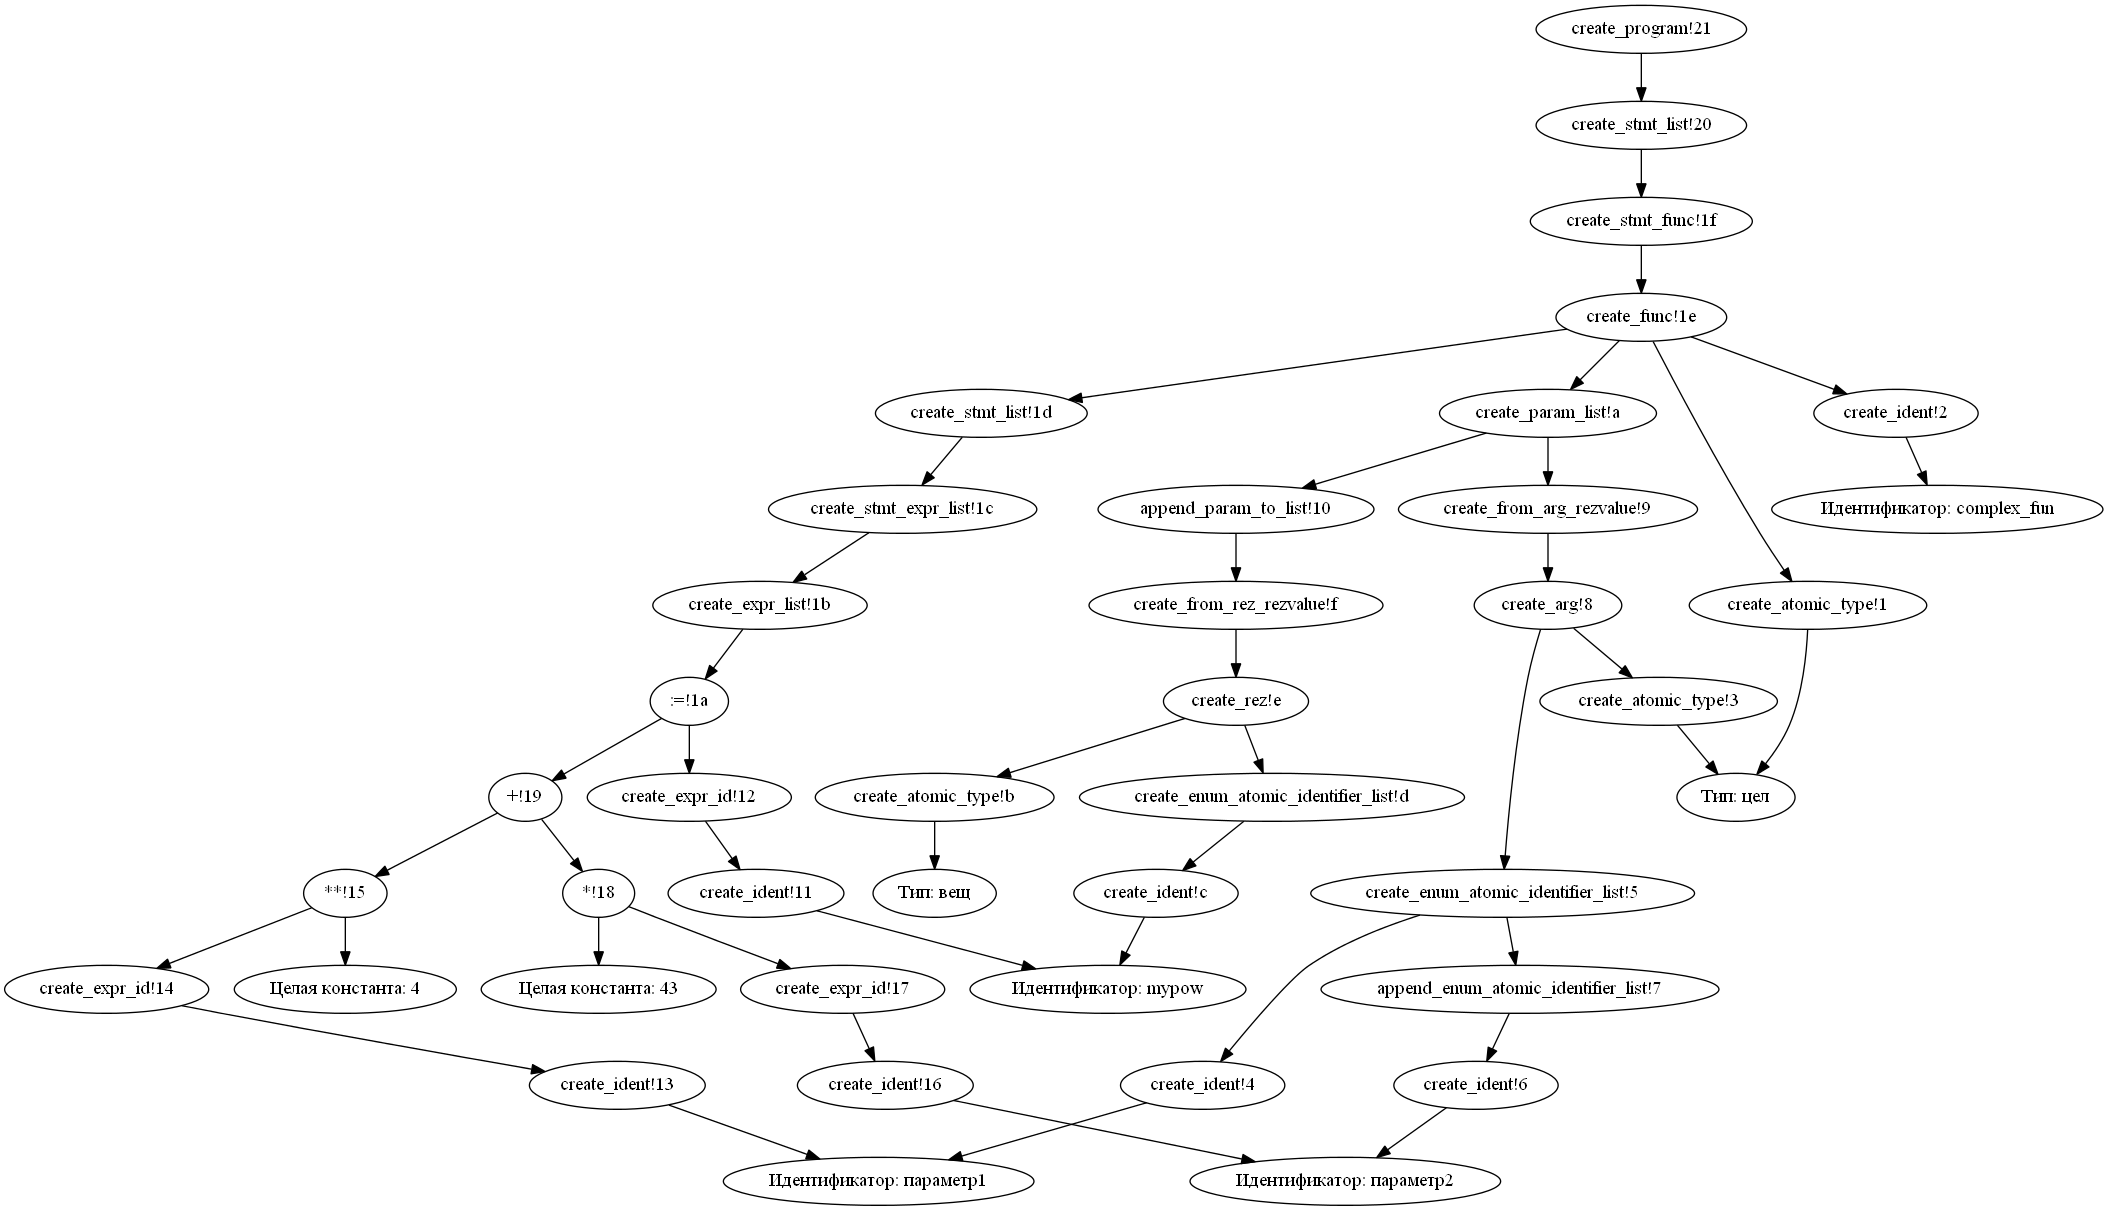 create_program!21
create_stmt_list!20
create_stmt_func!1f
create_func!1e
create_stmt_list!1d
create_param_list!a
create_ident!2
create_stmt_expr_list!1c
append_param_to_list!10
create_from_arg_rezvalue!9
Идентификатор: complex_fun
create_expr_list!1b
create_from_rez_rezvalue!f
create_arg!8
create_atomic_type!1
:=!1a
create_rez!e
create_atomic_type!3
+!19
create_expr_id!12
create_atomic_type!b
create_enum_atomic_identifier_list!d
Тип: цел
**!15
*!18
create_ident!11
Тип: вещ
create_ident!c
create_enum_atomic_identifier_list!5
create_expr_id!14
Целая константа: 4
Целая константа: 43
create_expr_id!17
Идентификатор: mypow
append_enum_atomic_identifier_list!7
create_ident!13
create_ident!16
create_ident!4
create_ident!6
Идентификатор: параметр1
Идентификатор: параметр2